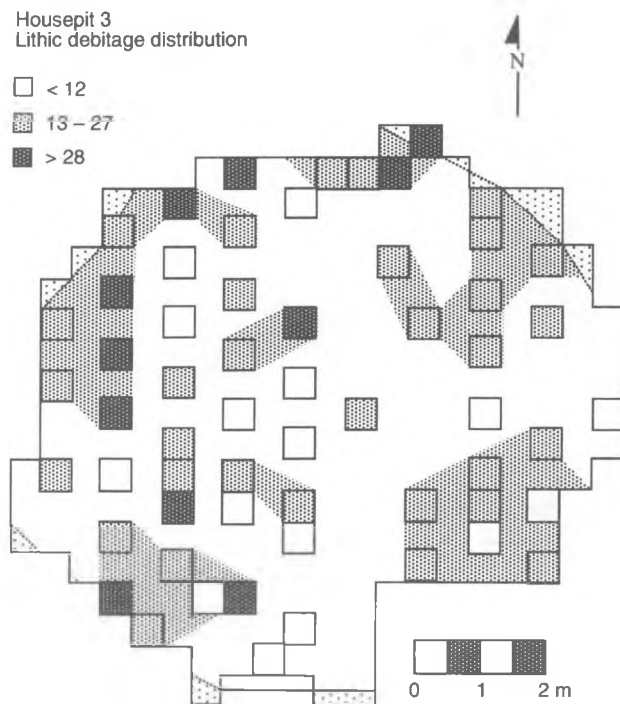 Housepit 3
Lithic debitage distribution
N
< 12
13 – 27
> 28
0 1 2 m